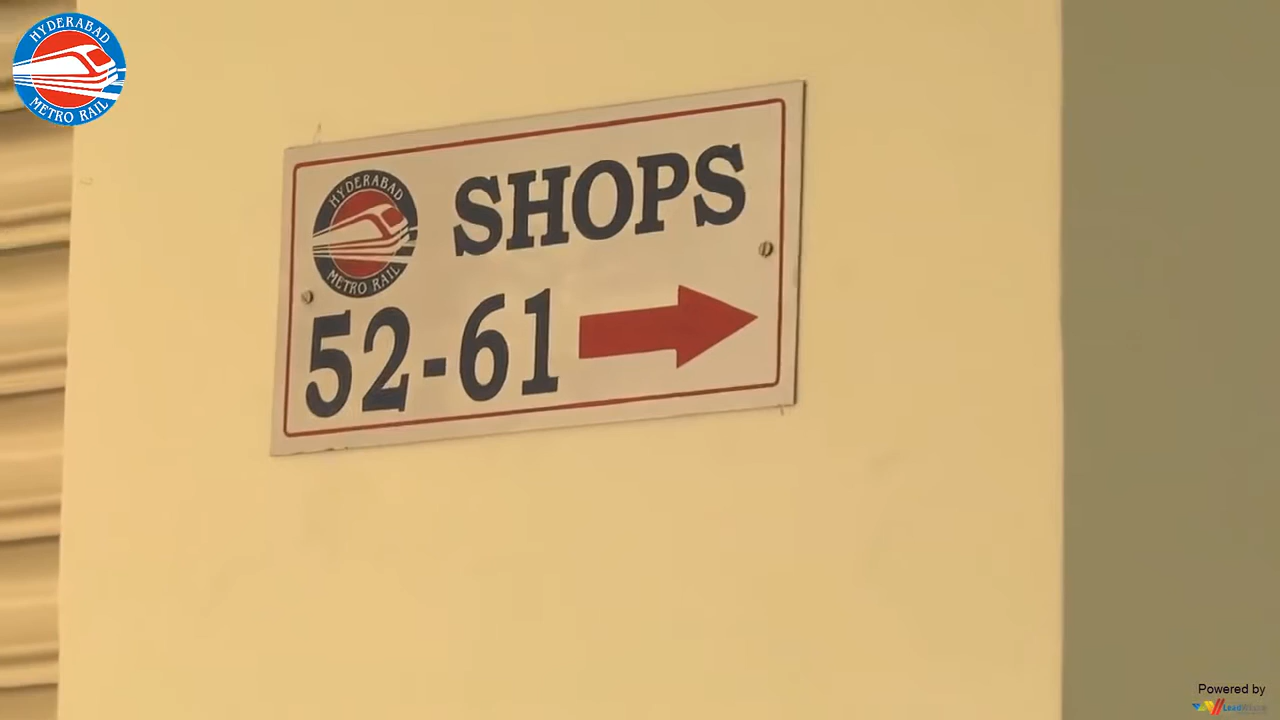 HYDERABAD
METRO RAIL
HYDERABAD
METRO RAIL
SHOPS
52-61
Powered by